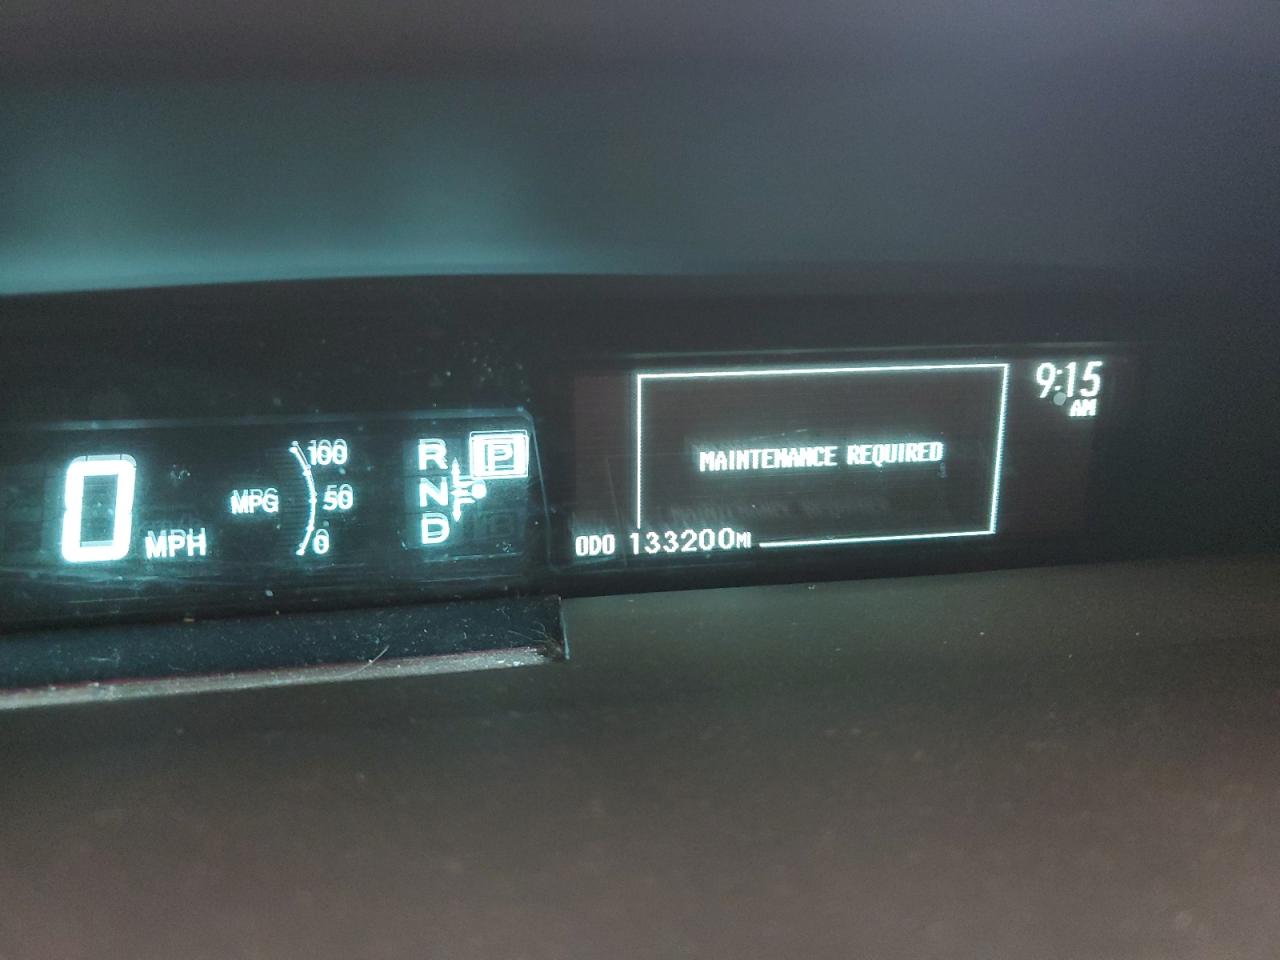 0 MPH
MPG
100
50
0
R
P
N
D
MAINTENANCE REQUIRED
ODO 133200MI
9:15
AM